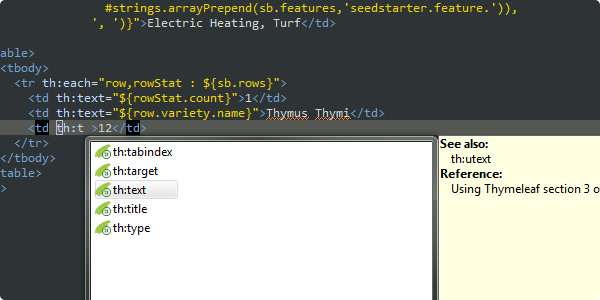 #strings.arrayPrepend(sb.features,'seedstarter.feature.')),
', ')}">Electric Heating, Turf</td>
able>
<tbody>
<tr th:each="row,rowStat : ${sb.rows}">
<td th:text="${rowStat.count}">1</td>
<td th:text="${row.variety.name}">Thymus Thymi</td>
<td th:t >12</td>
</tr>
</tbody>
table>
>
th:tabindex
th:target
th:text
th:title
th:type
See also:
th:utext
Reference:
Using Thymeleaf section 3 o